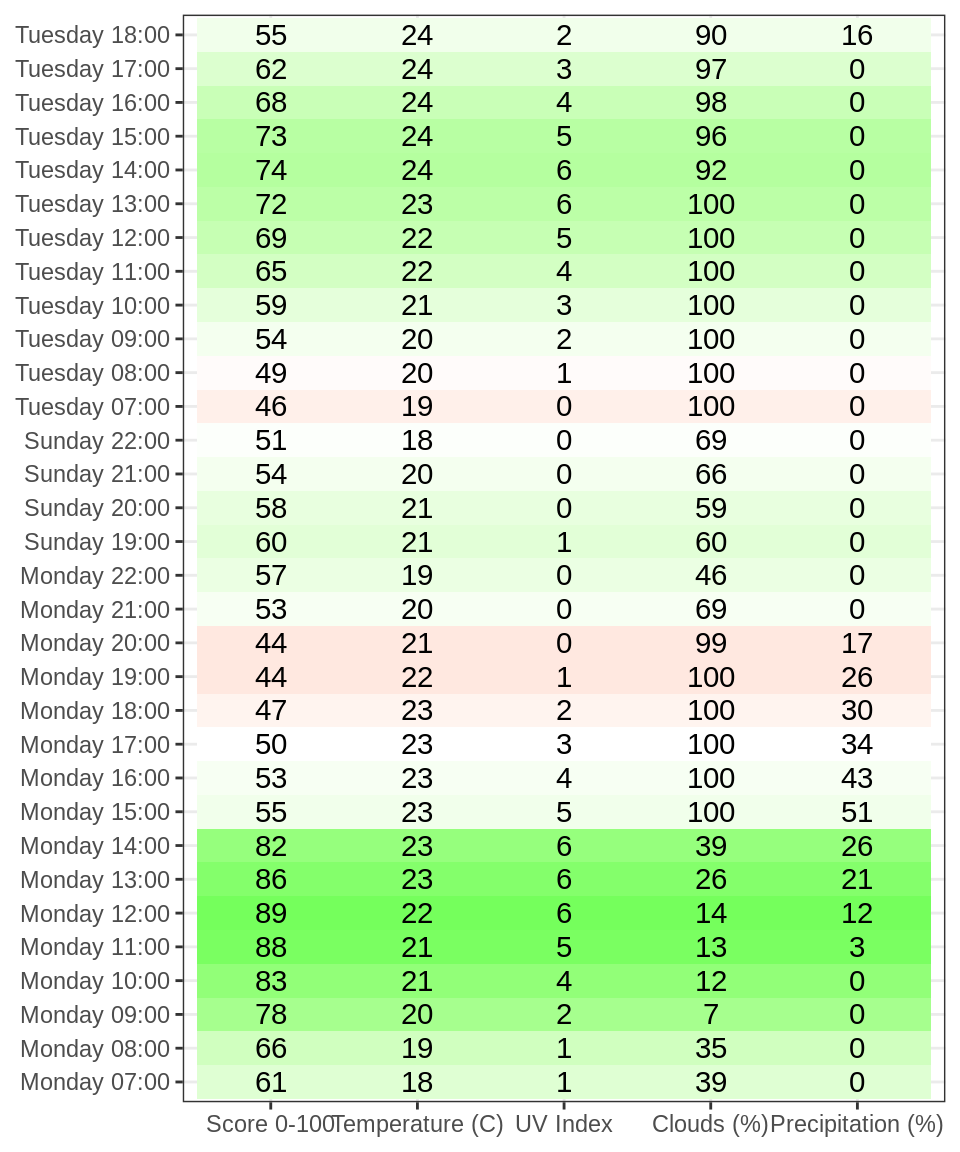 Tuesday 18:00 55 24 2 90 16
Tuesday 17:00 62 24 3 97 0
Tuesday 16:00 68 24 4 98 0
Tuesday 15:00 73 24 5 96 0
Tuesday 14:00 74 24 6 92 0
Tuesday 13:00 72 23 6 100 0
Tuesday 12:00 69 22 5 100 0
Tuesday 11:00 65 22 4 100 0
Tuesday 10:00 59 21 3 100 0
Tuesday 09:00 54 20 2 100 0
Tuesday 08:00 49 20 1 100 0
Tuesday 07:00 46 19 0 100 0
Sunday 22:00 51 18 0 69 0
Sunday 21:00 54 20 0 66 0
Sunday 20:00 58 21 0 59 0
Sunday 19:00 60 21 1 60 0
Monday 22:00 57 19 0 46 0
Monday 21:00 53 20 0 69 0
Monday 20:00 44 21 0 99 17
Monday 19:00 44 22 1 100 26
Monday 18:00 47 23 2 100 30
Monday 17:00 50 23 3 100 34
Monday 16:00 53 23 4 100 43
Monday 15:00 55 23 5 100 51
Monday 14:00 82 23 6 39 26
Monday 13:00 86 23 6 26 21
Monday 12:00 89 22 6 14 12
Monday 11:00 88 21 5 13 3
Monday 10:00 83 21 4 12 0
Monday 09:00 78 20 2 7 0
Monday 08:00 66 19 1 35 0
Monday 07:00 61 18 1 39 0
Score 0-100 Temperature (C) UV Index Clouds (%) Precipitation (%)